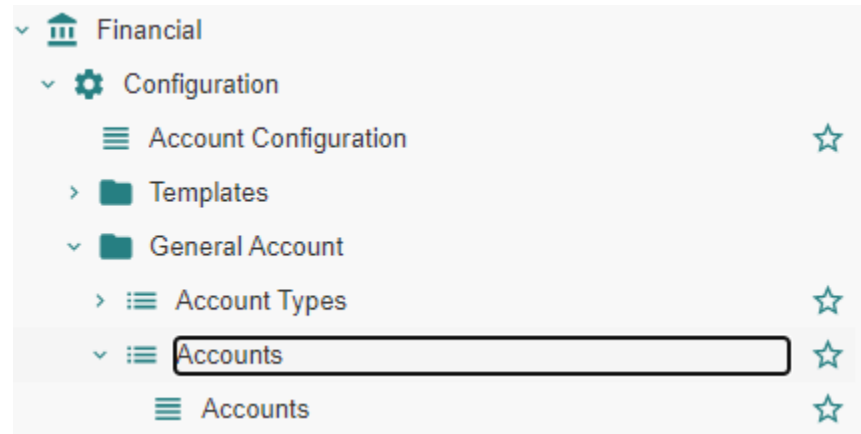 Financial
Configuration
Account Configuration
Templates
General Account
Account Types
Accounts
Accounts